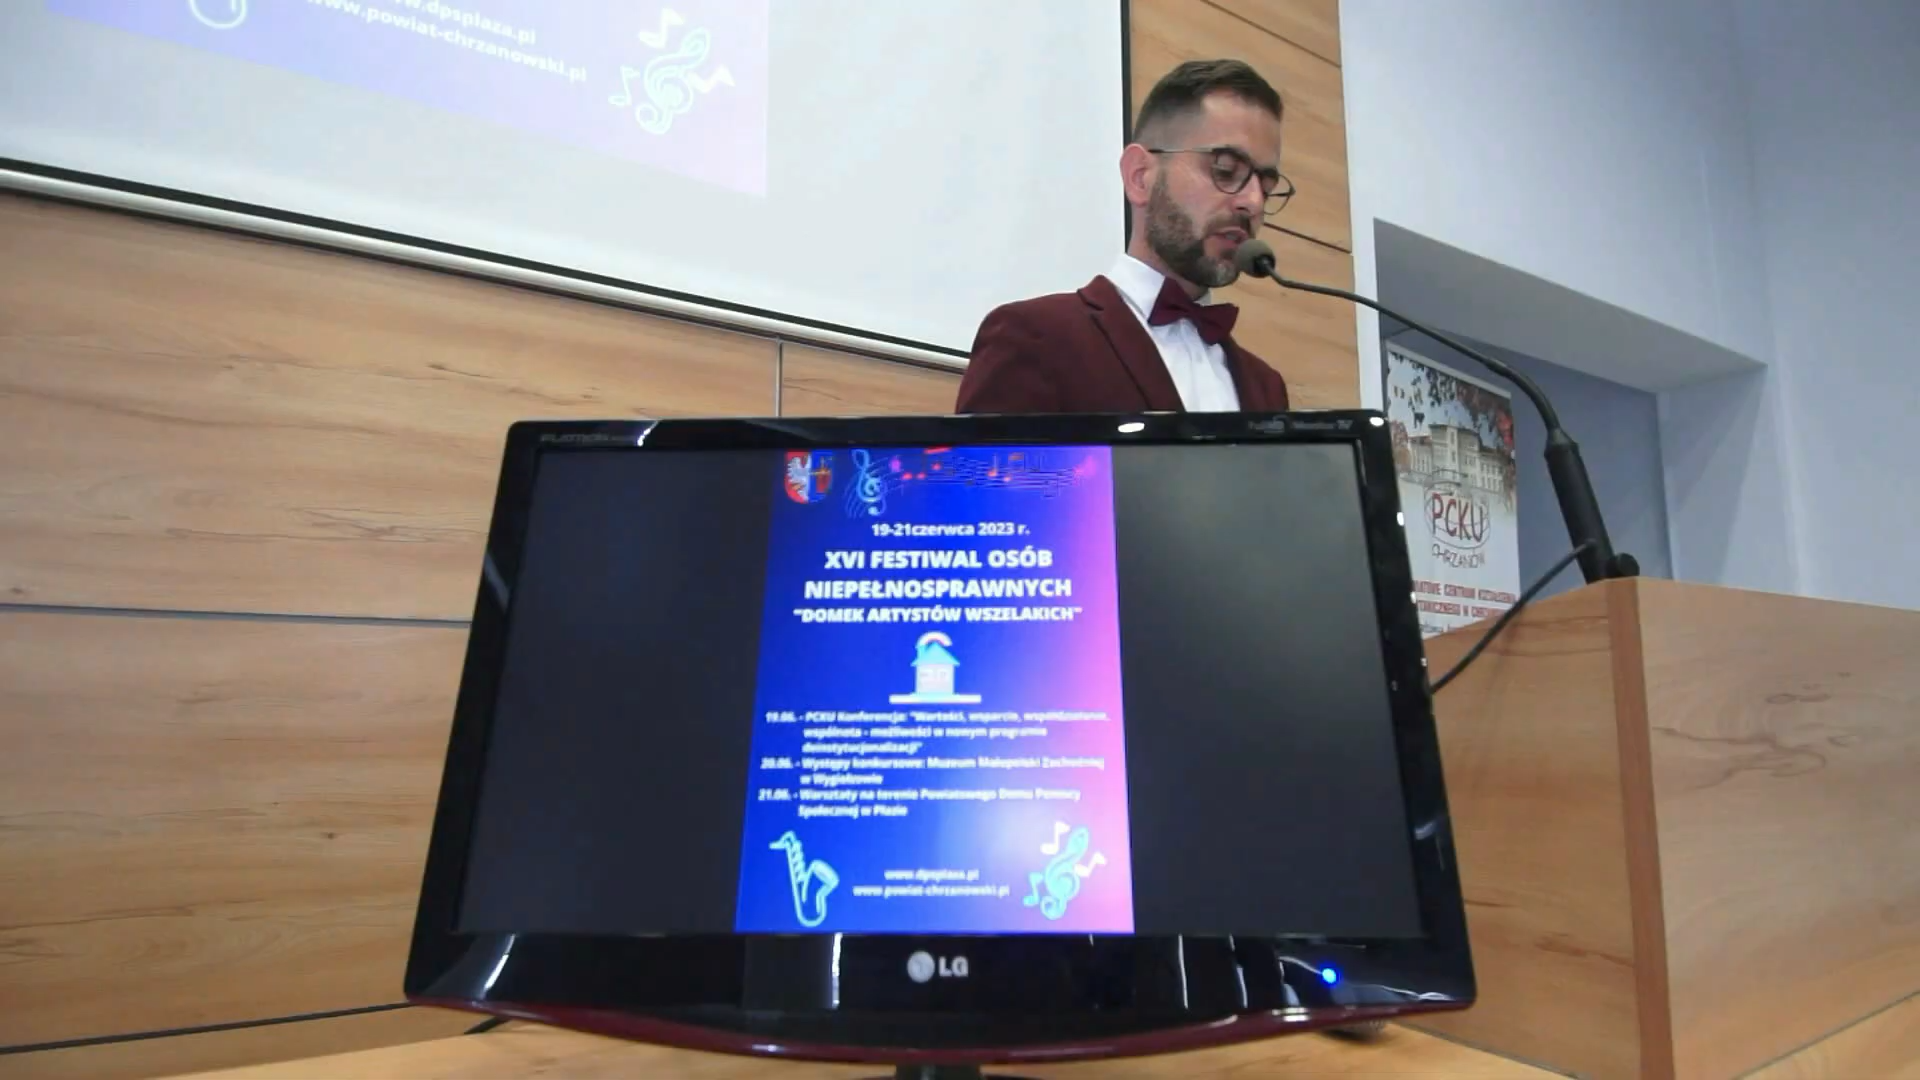 www.dpsplaza.pl
www.powiat-chrzanowski.pl
FLATRON
19-21czerwca 2023 r.
XVI FESTIWAL OSÓB
NIEPEŁNOSPRAWNYCH
"DOMEK ARTYSTÓW WSZELAKICH"
19.06. - PCKU Konferencja: "Wartości, wsparcie, współdziałanie,
wspólnota - możliwości w nowym programie
deinstytucjonalizacji"
20.06. - Występy konkursowe: Muzeum Małopolski Zachodniej
w Wygiełzowie
21.06. - Warsztaty na terenie Powiatowego Domu Pomocy
Społecznej w Płazie
www.dpsplaza.pl
www.powiat-chrzanowski.pl
LG
PCKU
CHRZANÓW